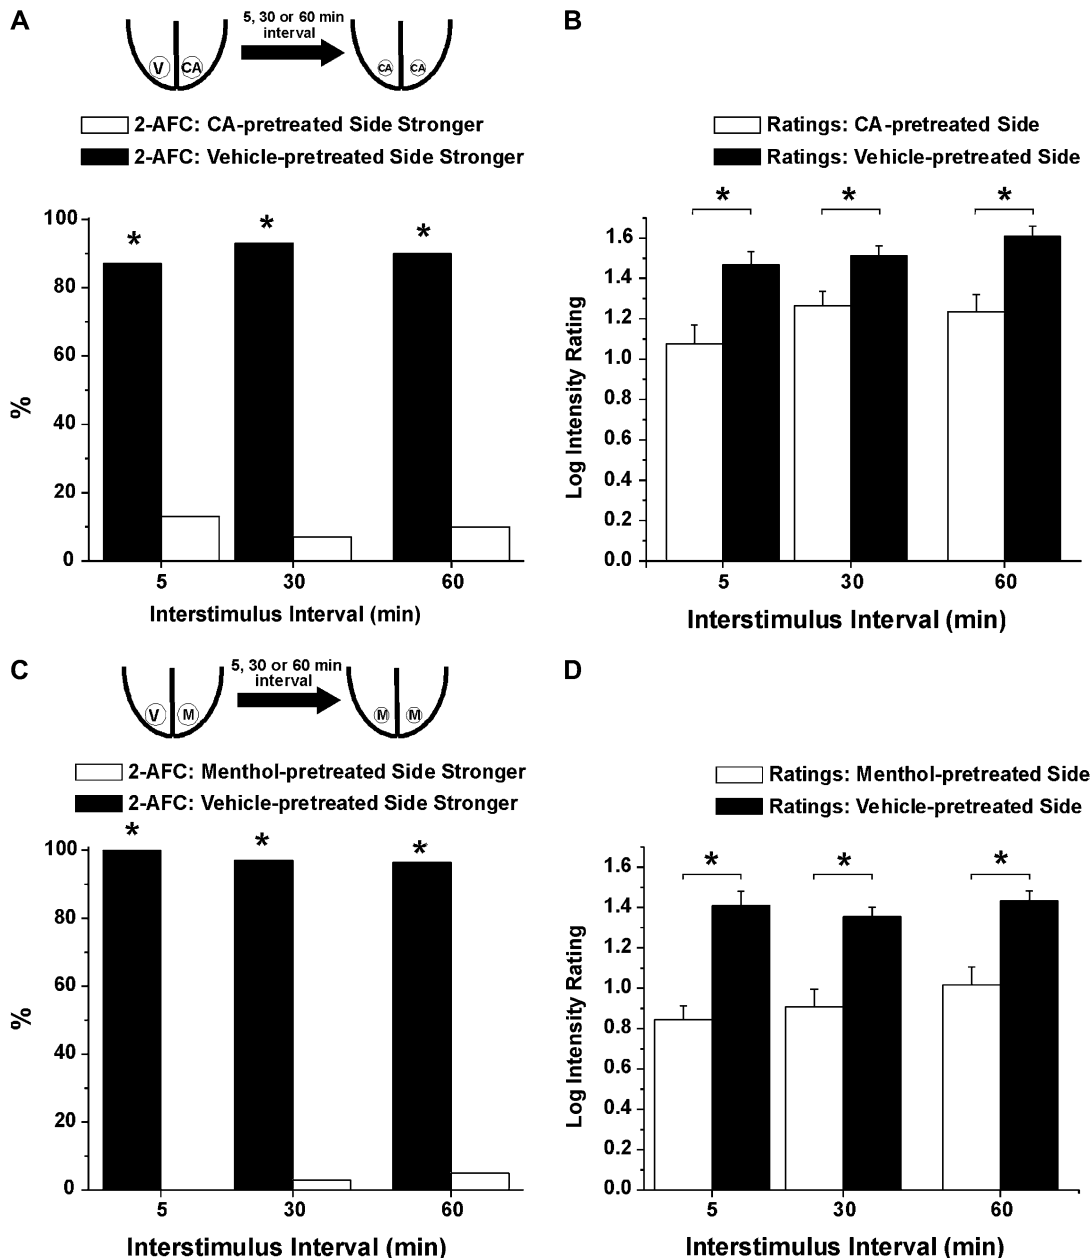 A
5, 30 or 60 min
interval
V CA
CA CA
2-AFC: CA-pretreated Side Stronger
2-AFC: Vehicle-pretreated Side Stronger
100
80
60
40
20
0
%
* * *
5 30 60
Interstimulus Interval (min)
B
Ratings: CA-pretreated Side
Ratings: Vehicle-pretreated Side
* * *
1.6
1.4
1.2
1.0
0.8
0.6
0.4
0.2
0.0
Log Intensity Rating
5 30 60
Interstimulus Interval (min)
C
5, 30 or 60 min
interval
V M
M M
2-AFC: Menthol-pretreated Side Stronger
2-AFC: Vehicle-pretreated Side Stronger
* * *
100
80
60
40
20
0
%
5 30 60
Interstimulus Interval (min)
D
Ratings: Menthol-pretreated Side
Ratings: Vehicle-pretreated Side
* * *
1.6
1.4
1.2
1.0
0.8
0.6
0.4
0.2
0.0
Log Intensity Rating
5 30 60
Interstimulus Interval (min)